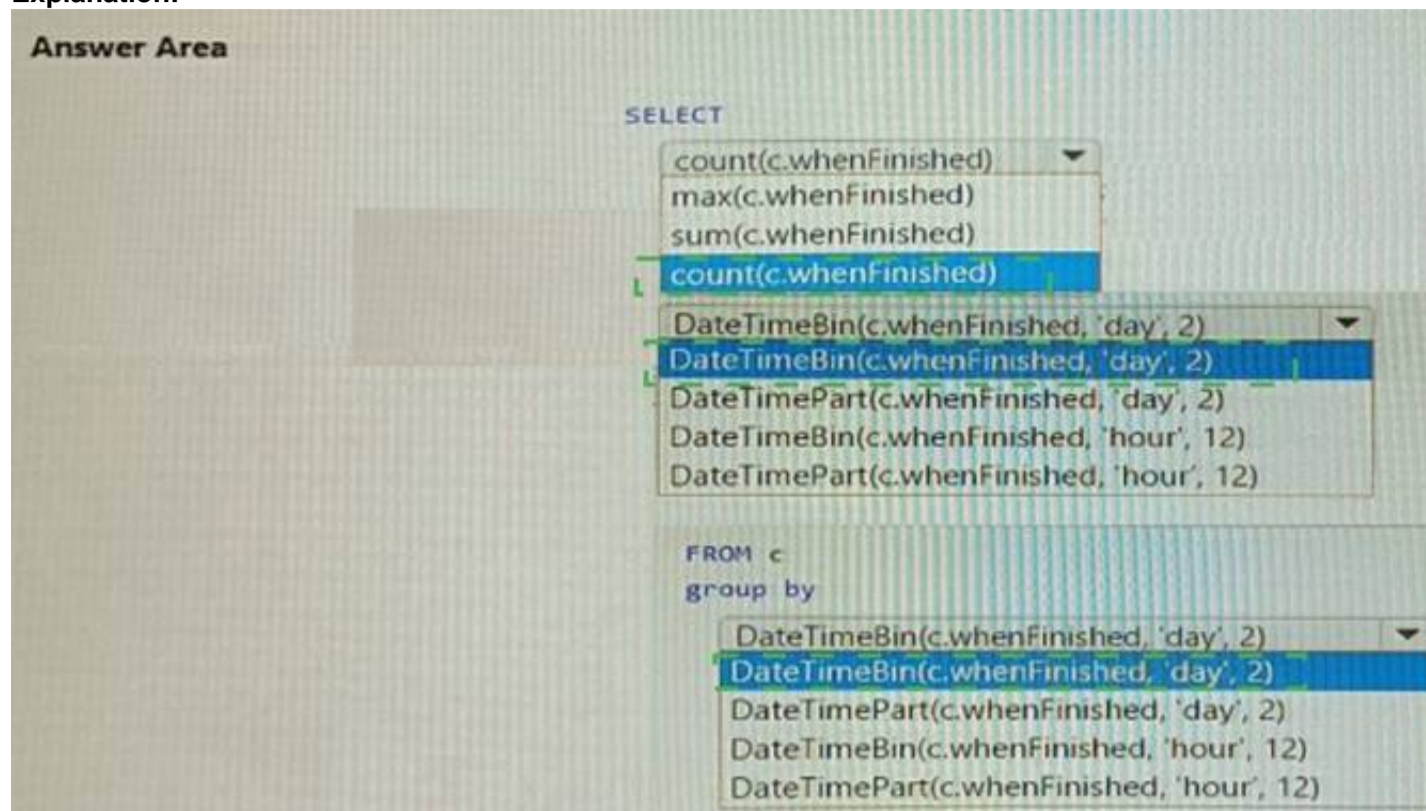 Explanation:
Answer Area
SELECT
count(c.whenFinished)
max(c.whenFinished)
sum(c.whenFinished)
count(c.whenFinished)
DateTimeBin(c.whenFinished, 'day', 2)
DateTimeBin(c.whenFinished, 'day', 2)
DateTimePart(c.whenFinished, 'day', 2)
DateTimeBin(c.whenFinished, 'hour', 12)
DateTimePart(c.whenFinished, 'hour', 12)
FROM c
group by
DateTimeBin(c.whenFinished, 'day', 2)
DateTimeBin(c.whenFinished, 'day', 2)
DateTimePart(c.whenFinished, 'day', 2)
DateTimeBin(c.whenFinished, 'hour', 12)
DateTimePart(c.whenFinished, 'hour', 12)